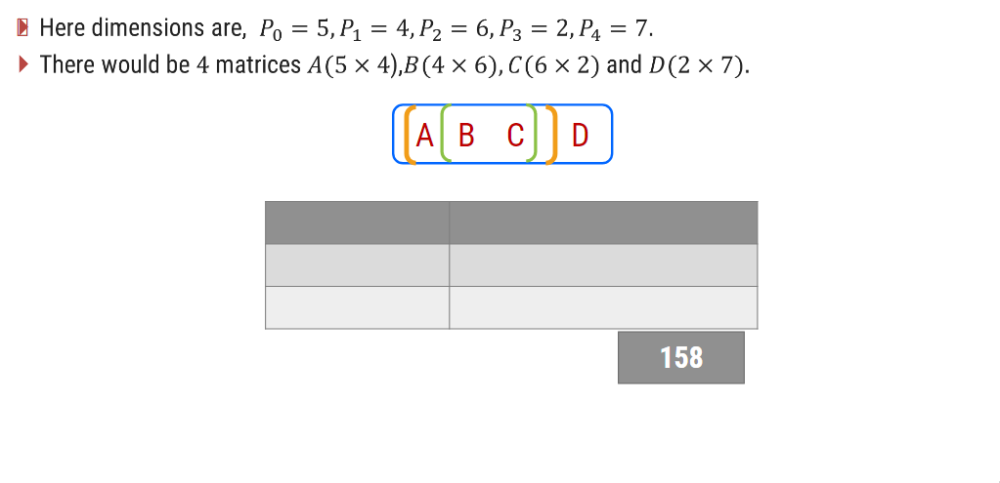 Here dimensions are, P₀ = 5, P₁ = 4, P₂ = 6, P₃ = 2, P₄ = 7.
There would be 4 matrices A(5 × 4),B(4 × 6), C(6 × 2) and D(2 × 7).
[(A(B C)) D]
158